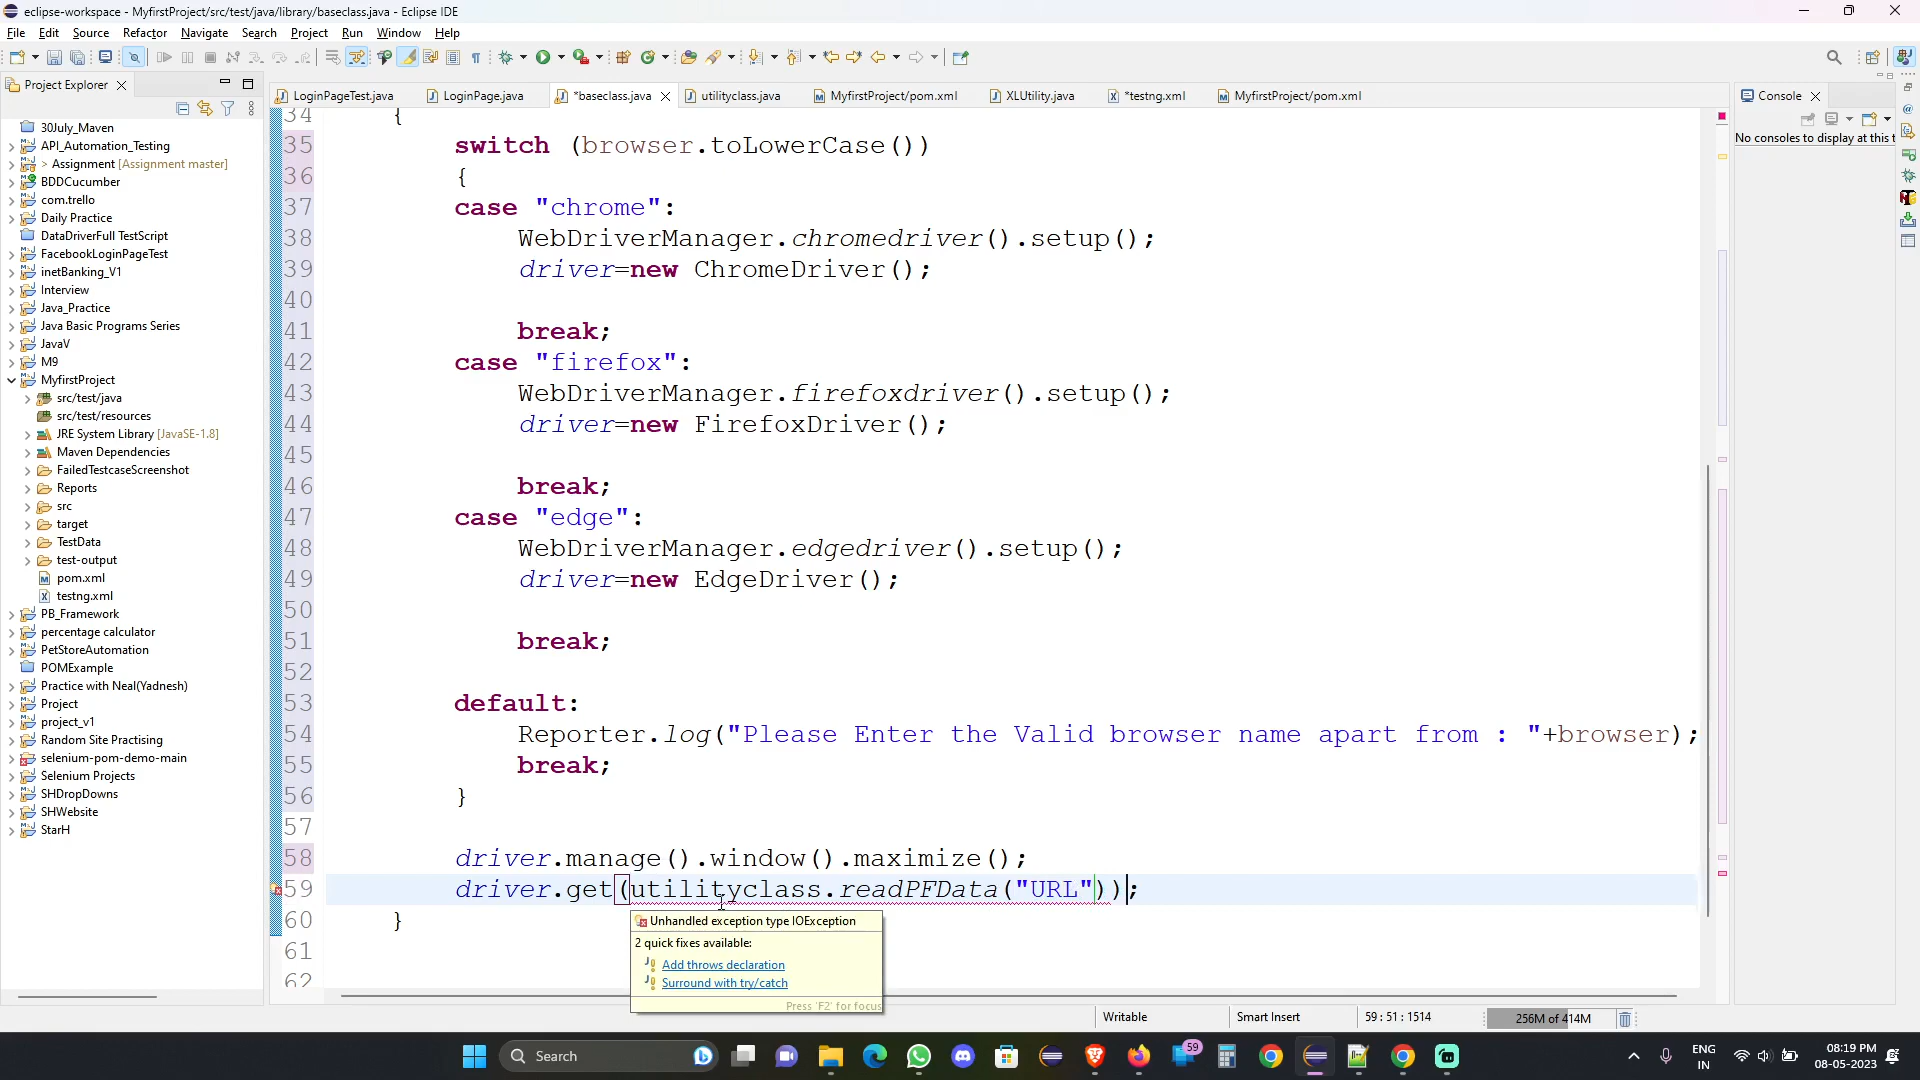 eclipse-workspace - MyfirstProject/src/test/java/library/baseclass.java - Eclipse IDE
File Edit Source Refactor Navigate Search Project Run Window Help
Project Explorer
LoginPageTest.java LoginPage.java *baseclass.java utilityclass.java MyfirstProject/pom.xml XLUtility.java *testng.xml MyfirstProject/pom.xml
Console
No consoles to display at this t
30July_Maven
API_Automation_Testing
> Assignment [Assignment master]
BDDCucumber
com.trello
Daily Practice
DataDriverFull TestScript
FacebookLoginPageTest
inetBanking_V1
Interview
Java_Practice
Java Basic Programs Series
JavaV
M9
MyfirstProject
src/test/java
src/test/resources
JRE System Library [JavaSE-1.8]
Maven Dependencies
FailedTestcaseScreenshot
Reports
src
target
TestData
test-output
pom.xml
testng.xml
PB_Framework
percentage calculator
PetStoreAutomation
POMExample
Practice with Neal(Yadnesh)
Project
project_v1
Random Site Practising
selenium-pom-demo-main
Selenium Projects
SHDropDowns
SHWebsite
StarH
34 {
35 switch (browser.toLowerCase())
36 {
37 case "chrome":
38 WebDriverManager.chromedriver().setup();
39 driver=new ChromeDriver();
40
41 break;
42 case "firefox":
43 WebDriverManager.firefoxdriver().setup();
44 driver=new FirefoxDriver();
45
46 break;
47 case "edge":
48 WebDriverManager.edgedriver().setup();
49 driver=new EdgeDriver();
50
51 break;
52
53 default:
54 Reporter.log("Please Enter the Valid browser name apart from : "+browser);
55 break;
56 }
57
58 driver.manage().window().maximize();
59 driver.get(utilityclass.readPFData("URL"));
60 }
61
62
Unhandled exception type IOException
2 quick fixes available:
Add throws declaration
Surround with try/catch
Press 'F2' for focus
Writable Smart Insert 59 : 51 : 1514 256M of 414M
Search
59
ENG
IN
08:19 PM
08-05-2023